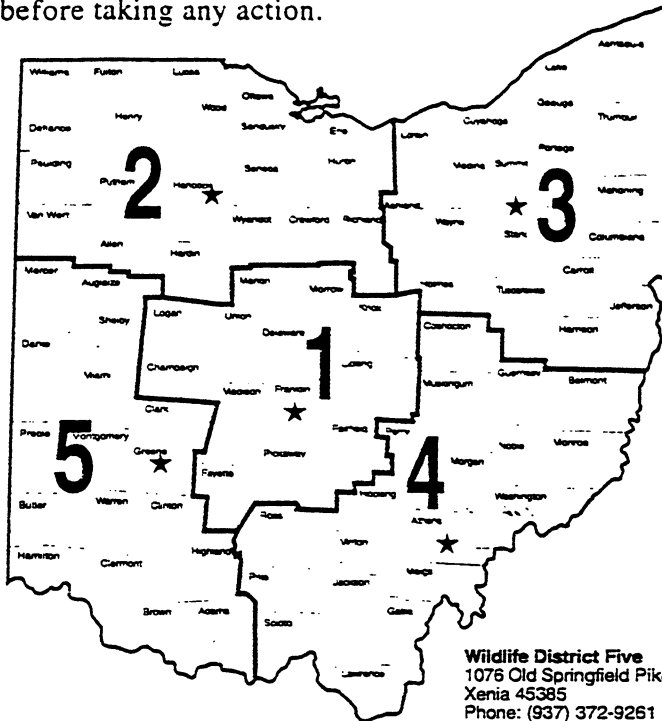 before taking any action.
Williams Fulton Lucas
Ashtabula
Lake
Wood Ottawa
Geauga
Henry
Sandusky Erie
Cuyahoga
Trumbull
Defiance
Lorain
Portage
Paulding
Seneca Huron
Medina Summit
2
3
Putnam Hancock
Mahoning
Van Wert
Wyandot Crawford Richland Ashland
Wayne
Stark
Columbiana
Allen
Hardin
Carroll
Mercer
Auglaize
Marion
Morrow
Holmes
Tuscarawas
Jefferson
Shelby
Logan
Union
Knox
Coshocton
Harrison
Delaware
1
Darke
Miami
Champaign
Licking
Guernsey
Belmont
Madison Franklin
Muskingum
Clark
Preble Montgomery
Fairfield Perry
Noble
Monroe
5
Greene
Pickaway
4
Morgan
Fayette
Hocking
Washington
Butler
Warren Clinton
Ross
Athens
Hamilton
Clermont
Highland
Vinton
Meigs
Pike
Jackson
Brown Adams
Scioto
Gallia
Lawrence
Wildlife District Five
1076 Old Springfield Pik
Xenia 45385
Phone: (937) 372-9261